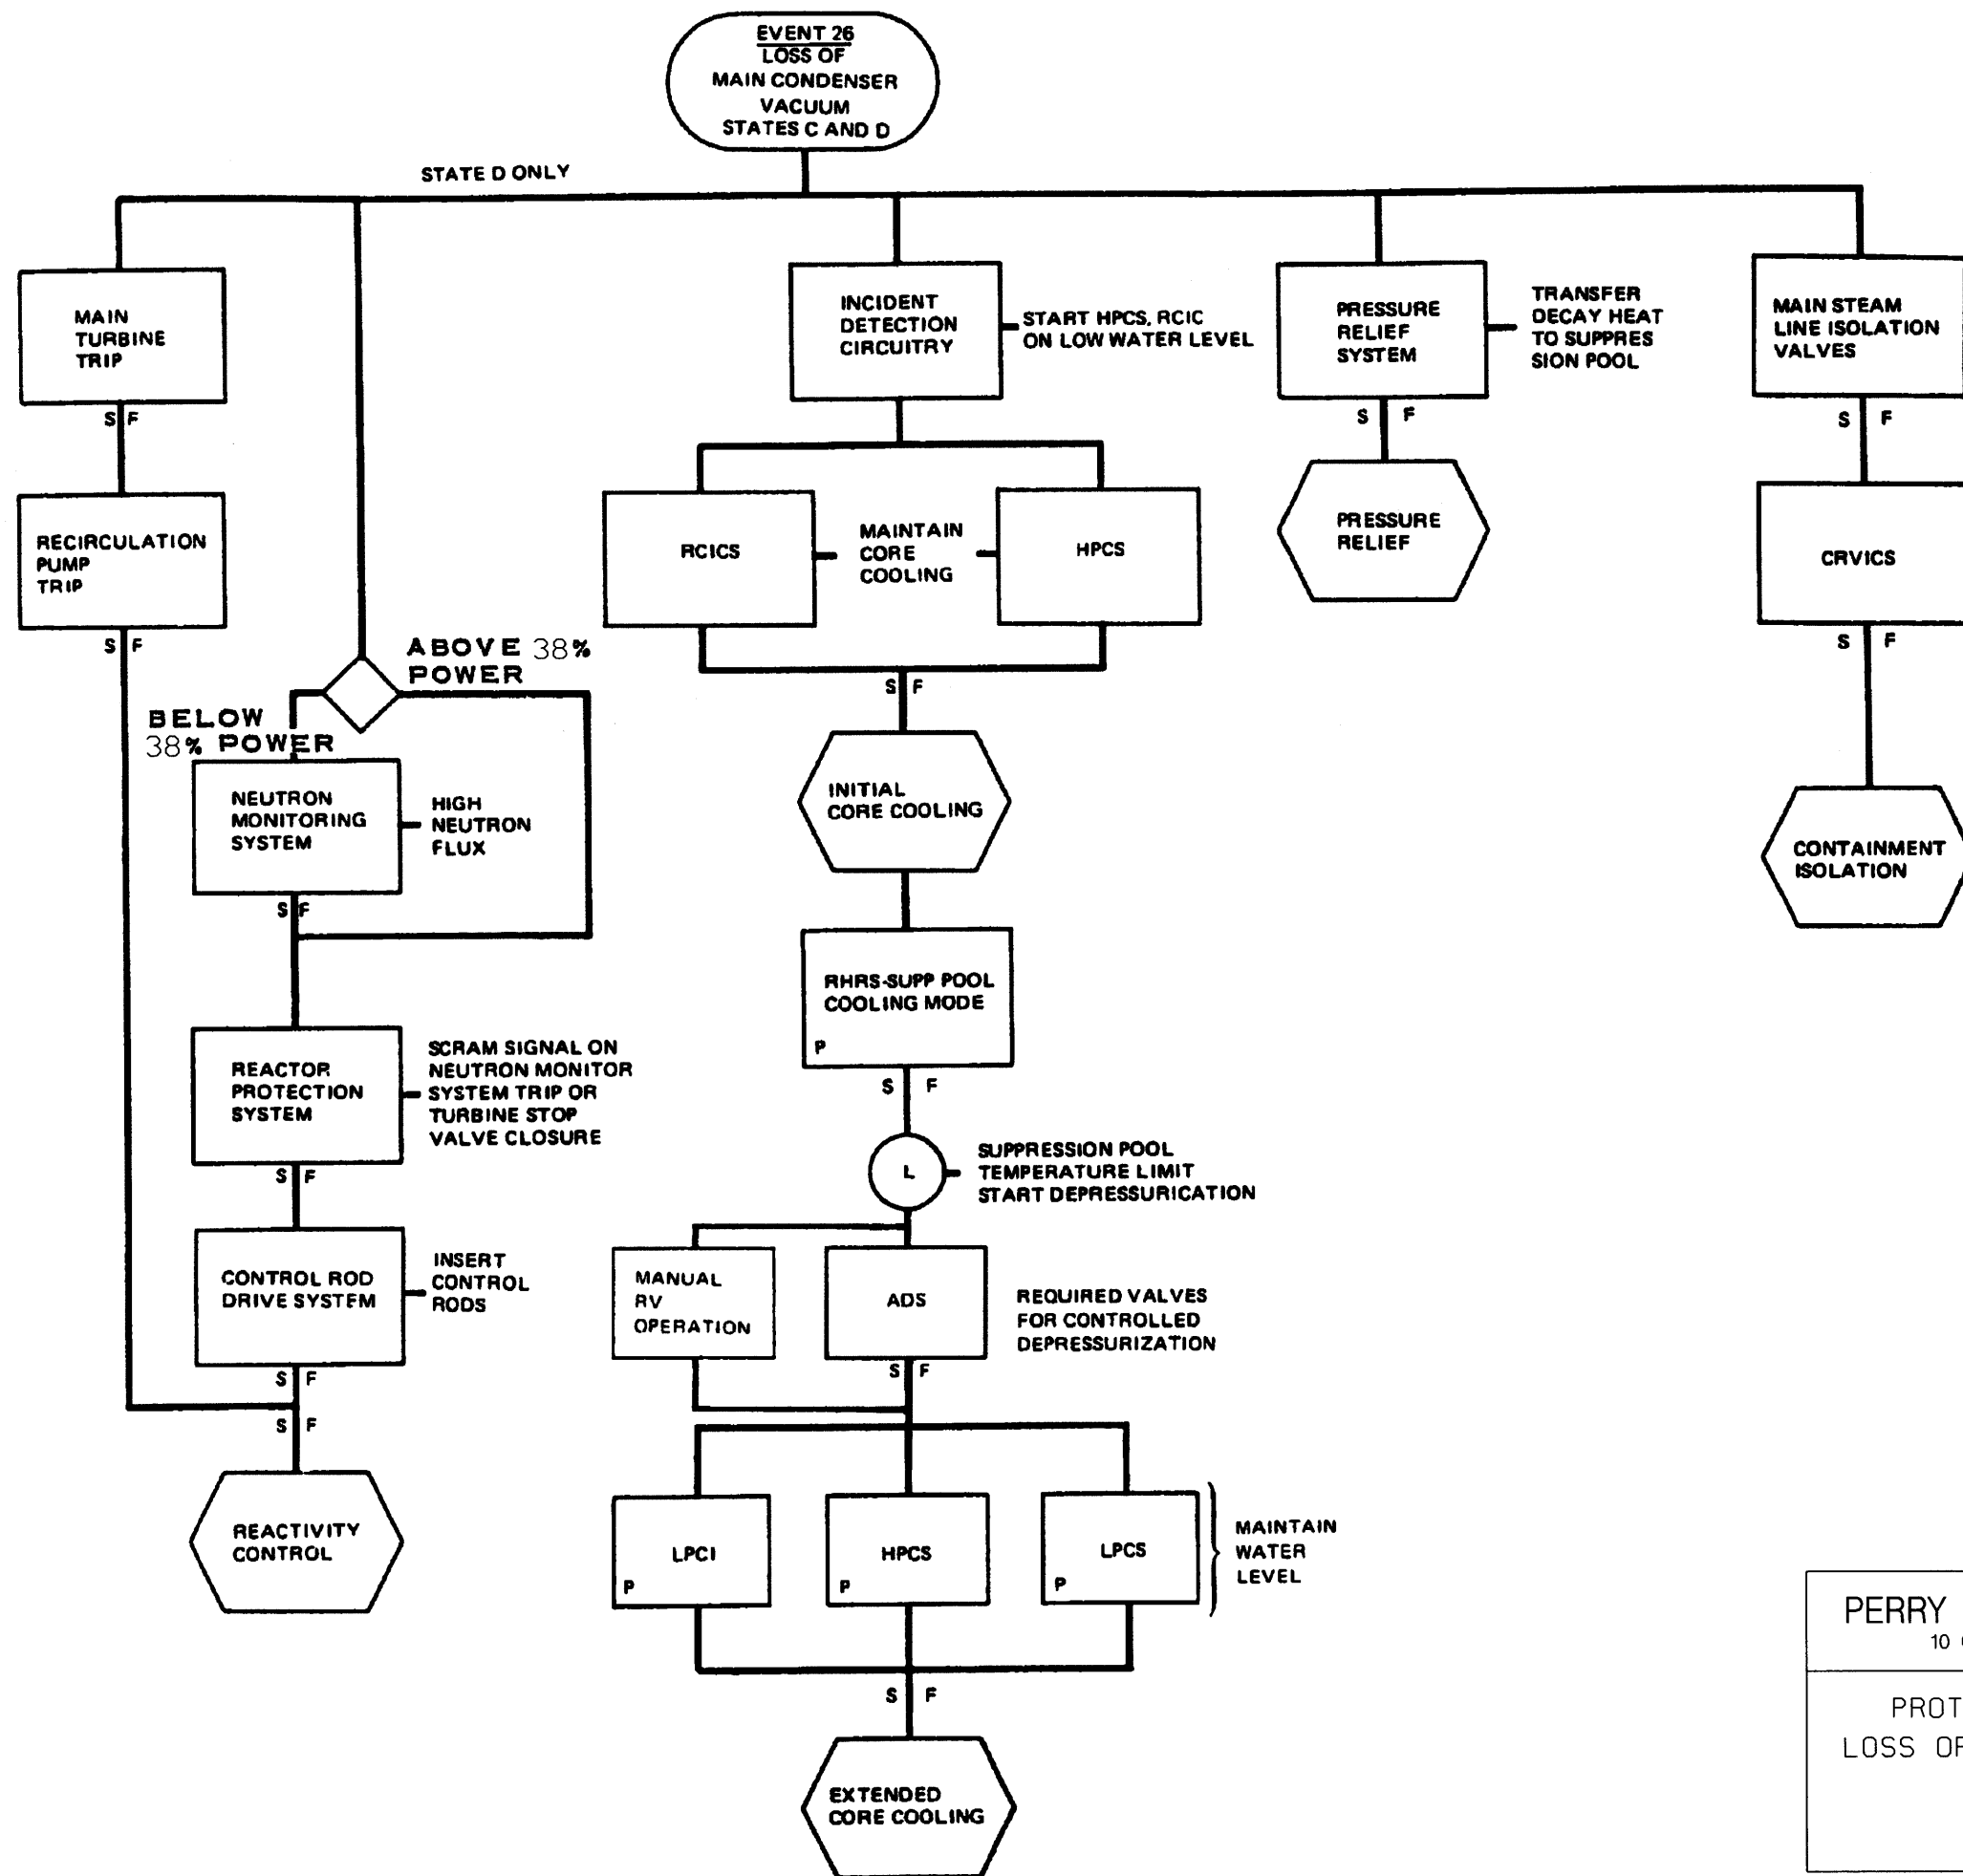 EVENT 26
LOSS OF
MAIN CONDENSER
VACUUM
STATES C AND D
STATE D ONLY
MAIN
TURBINE
TRIP
S F
RECIRCULATION
PUMP
TRIP
S F
ABOVE 38%
POWER
BELOW
38% POWER
NEUTRON
MONITORING
SYSTEM
HIGH
NEUTRON
FLUX
S F
REACTOR
PROTECTION
SYSTEM
SCRAM SIGNAL ON
NEUTRON MONITOR
SYSTEM TRIP OR
TURBINE STOP
VALVE CLOSURE
S F
CONTROL ROD
DRIVE SYSTEM
INSERT
CONTROL
RODS
S F
S F
REACTIVITY
CONTROL
INCIDENT
DETECTION
CIRCUITRY
START HPCS, RCIC
ON LOW WATER LEVEL
RCICS
MAINTAIN
CORE
COOLING
HPCS
S F
INITIAL
CORE COOLING
RHRS-SUPP POOL
COOLING MODE
P
S F
L
SUPPRESSION POOL
TEMPERATURE LIMIT
START DEPRESSURICATION
MANUAL
RV
OPERATION
ADS
REQUIRED VALVES
FOR CONTROLLED
DEPRESSURIZATION
S F
LPCI
P
HPCS
P
LPCS
P
MAINTAIN
WATER
LEVEL
S F
EXTENDED
CORE COOLING
PRESSURE
RELIEF
SYSTEM
TRANSFER
DECAY HEAT
TO SUPPRES
SION POOL
S F
PRESSURE
RELIEF
MAIN STEAM
LINE ISOLATION
VALVES
S F
CRVICS
S F
CONTAINMENT
ISOLATION
PERRY
10
PROT
LOSS OF